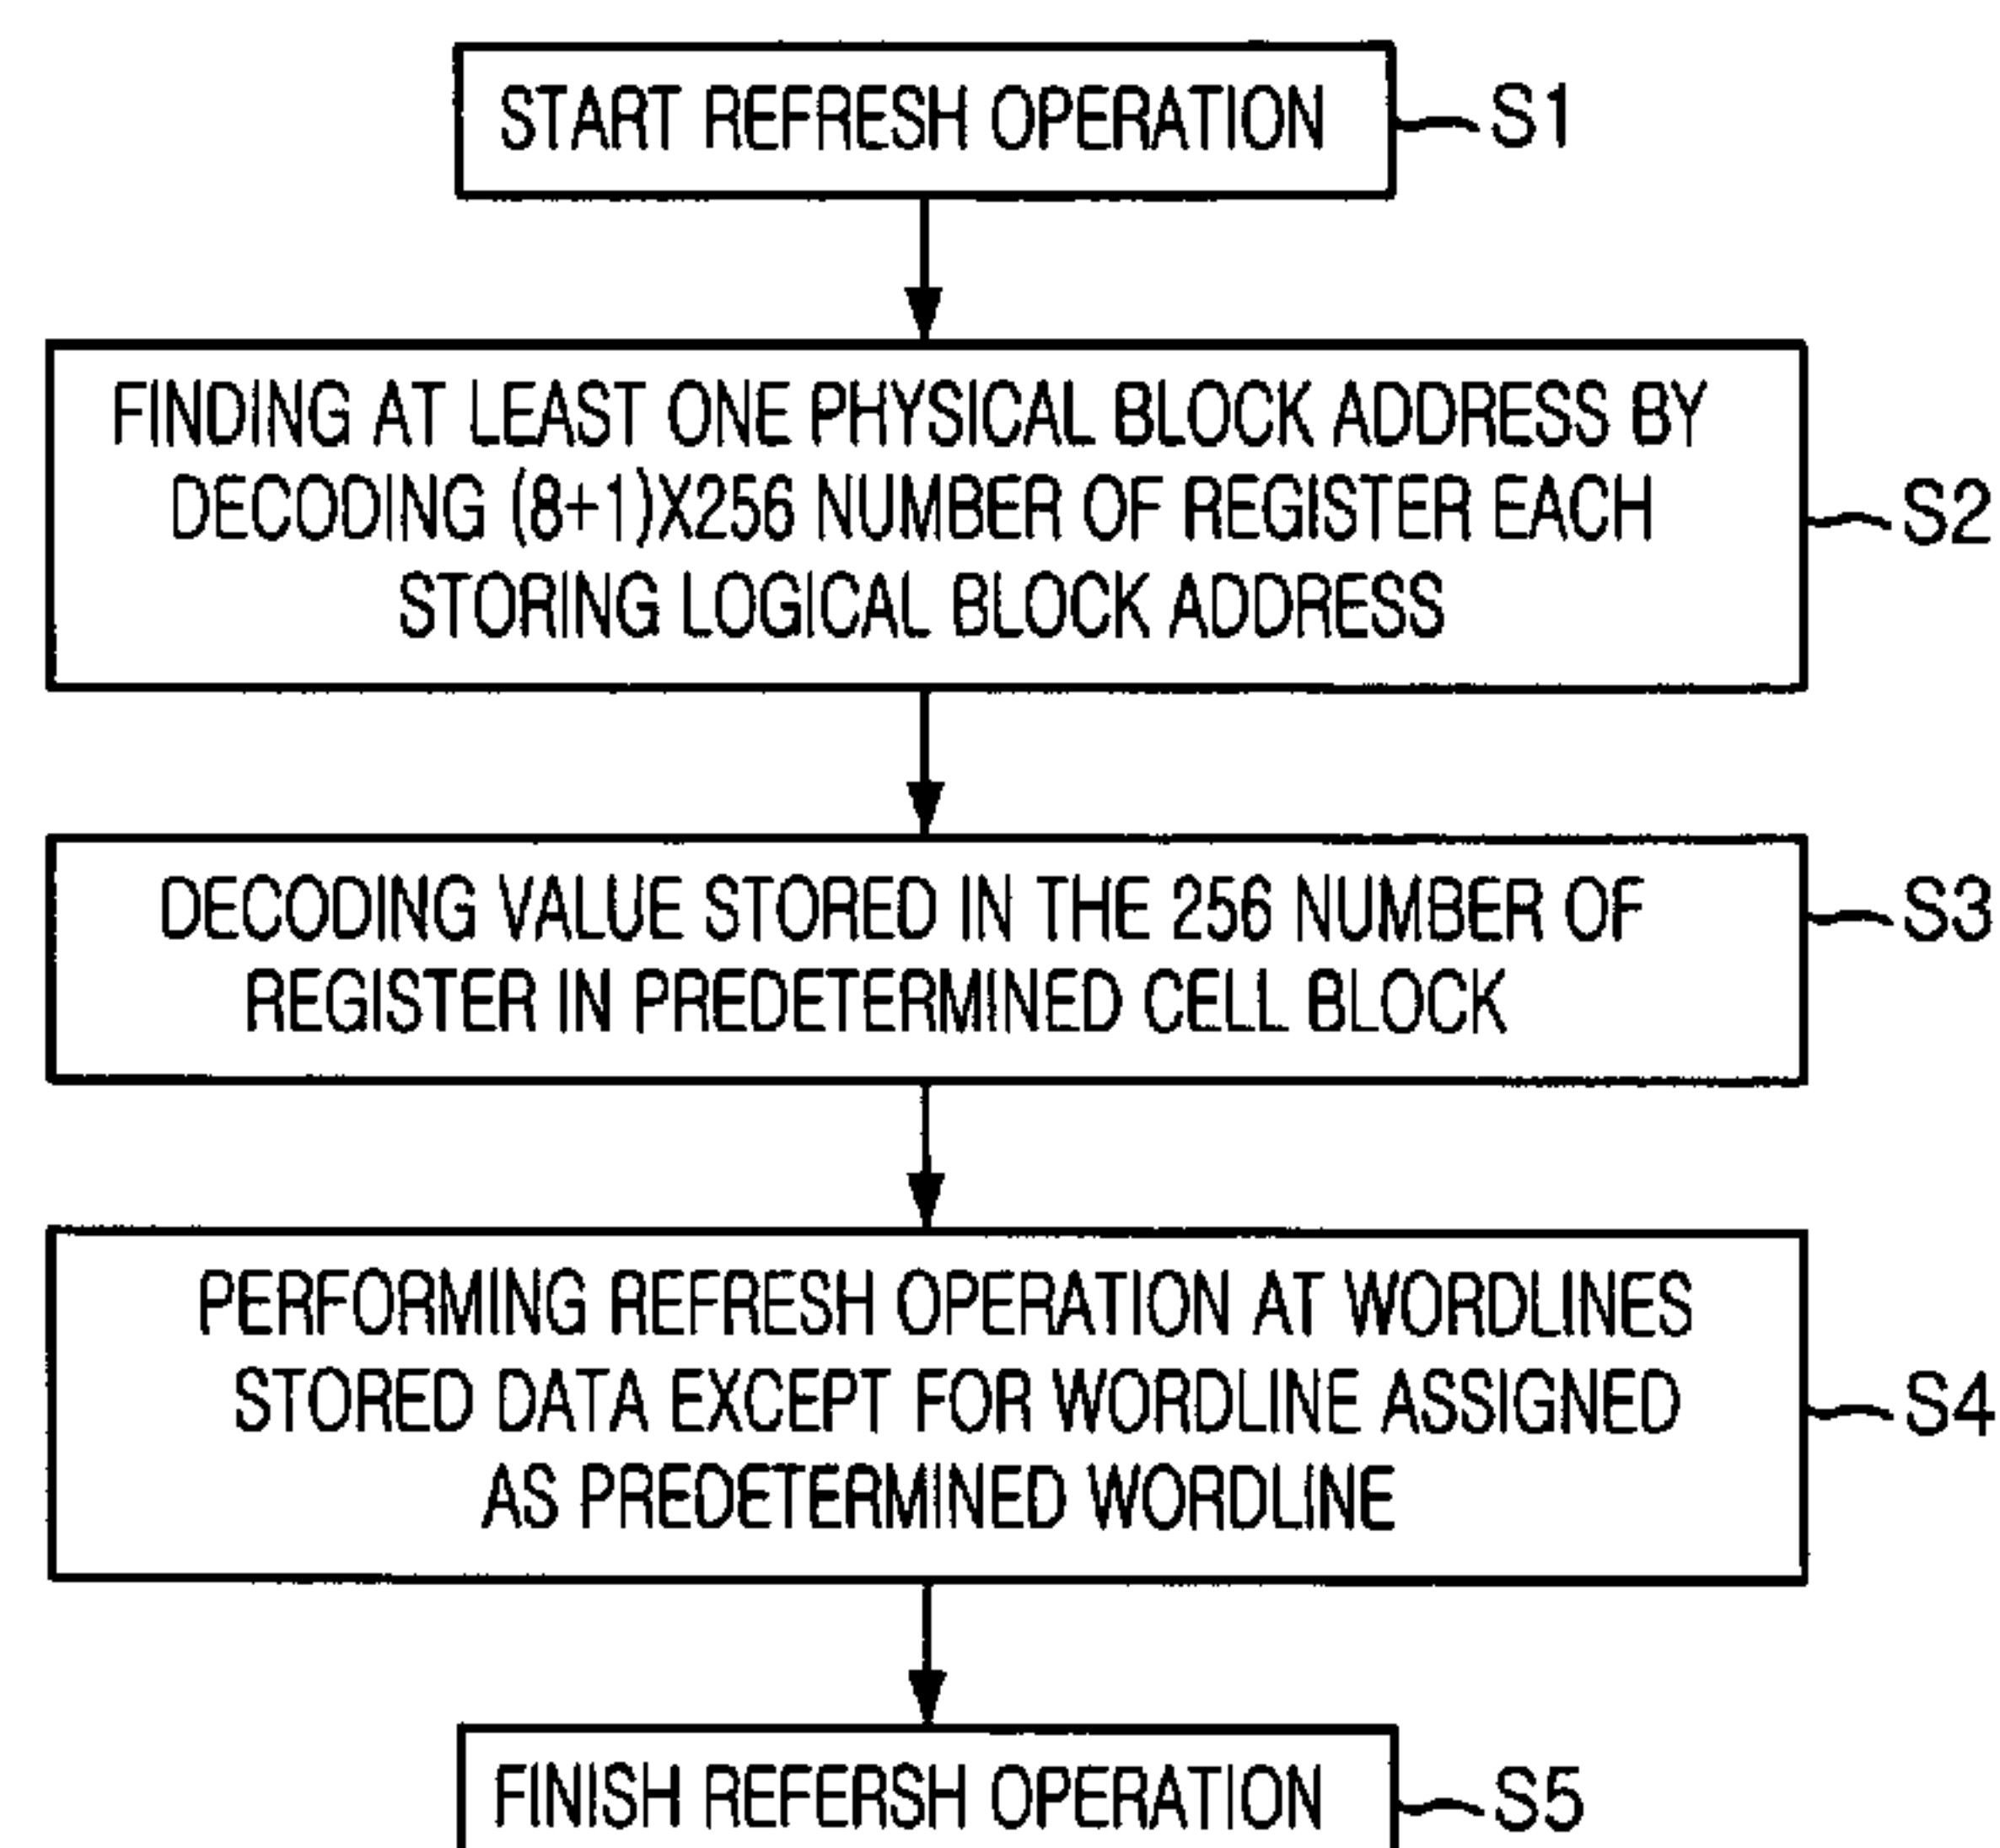 START REFRESH OPERATION
S1
FINDING AT LEAST ONE PHYSICAL BLOCK ADDRESS BY
DECODING (8+1)X256 NUMBER OF REGISTER EACH
STORING LOGICAL BLOCK ADDRESS
S2
DECODING VALUE STORED IN THE 256 NUMBER OF
REGISTER IN PREDETERMINED CELL BLOCK
S3
PERFORMING REFRESH OPERATION AT WORDLINES
STORED DATA EXCEPT FOR WORDLINE ASSIGNED
AS PREDETERMINED WORDLINE
S4
FINISH REFERSH OPERATION
S5